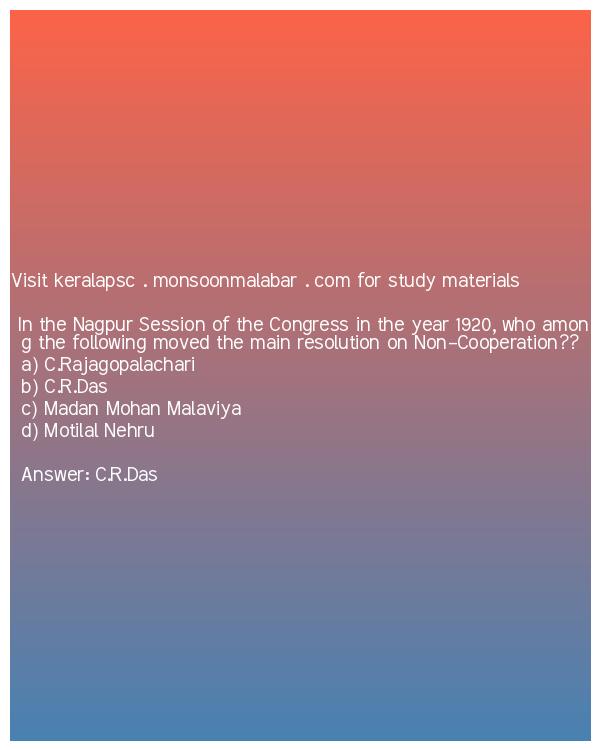 Visit keralapsc . monsoonmalabar . com for study materials
In the Nagpur Session of the Congress in the year 1920, who amon
g the following moved the main resolution on Non-Cooperation??
a) C.Rajagopalachari
b) C.R.Das
c) Madan Mohan Malaviya
d) Motilal Nehru
Answer: C.R.Das